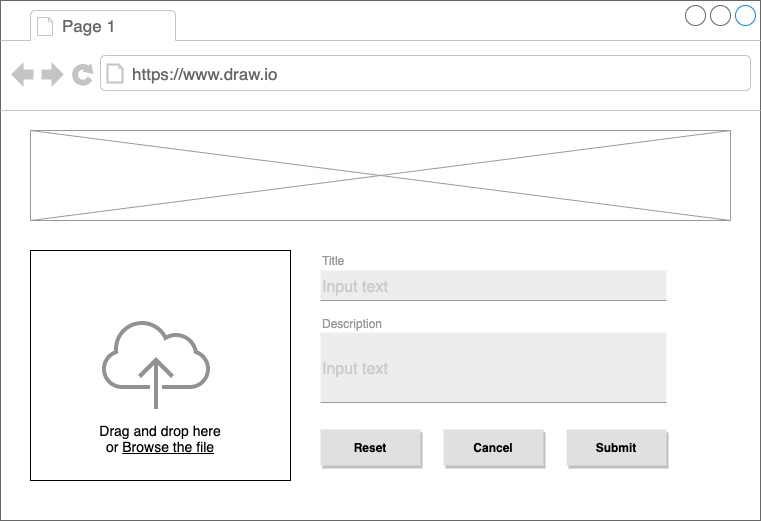 Page 1
https://www.draw.io
Title
Input text
Description
Input text
Drag and drop here
or Browse the file
Reset
Cancel
Submit